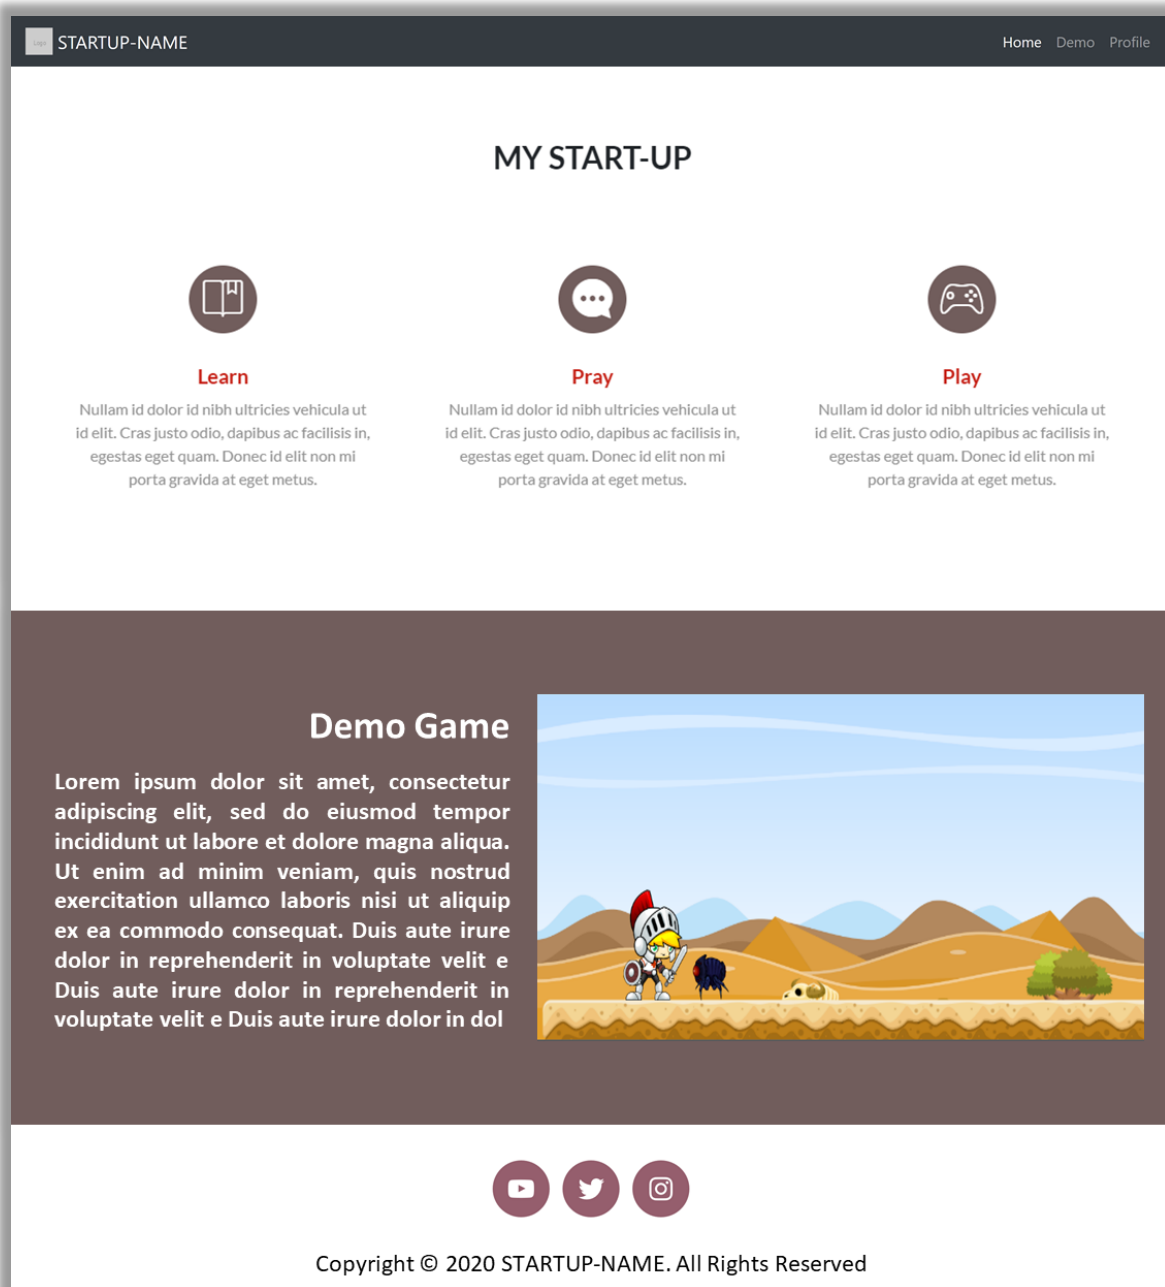 Logo STARTUP-NAME
Home Demo Profile
MY START-UP
Learn
Nullam id dolor id nibh ultricies vehicula ut
id elit. Cras justo odio, dapibus ac facilisis in,
egestas eget quam. Donec id elit non mi
porta gravida at eget metus.
Pray
Nullam id dolor id nibh ultricies vehicula ut
id elit. Cras justo odio, dapibus ac facilisis in,
egestas eget quam. Donec id elit non mi
porta gravida at eget metus.
Play
Nullam id dolor id nibh ultricies vehicula ut
id elit. Cras justo odio, dapibus ac facilisis in,
egestas eget quam. Donec id elit non mi
porta gravida at eget metus.
Demo Game
Lorem ipsum dolor sit amet, consectetur
adipiscing elit, sed do eiusmod tempor
incididunt ut labore et dolore magna aliqua.
Ut enim ad minim veniam, quis nostrud
exercitation ullamco laboris nisi ut aliquip
ex ea commodo consequat. Duis aute irure
dolor in reprehenderit in voluptate velit e
Duis aute irure dolor in reprehenderit in
voluptate velit e Duis aute irure dolor in dol
Copyright © 2020 STARTUP-NAME. All Rights Reserved